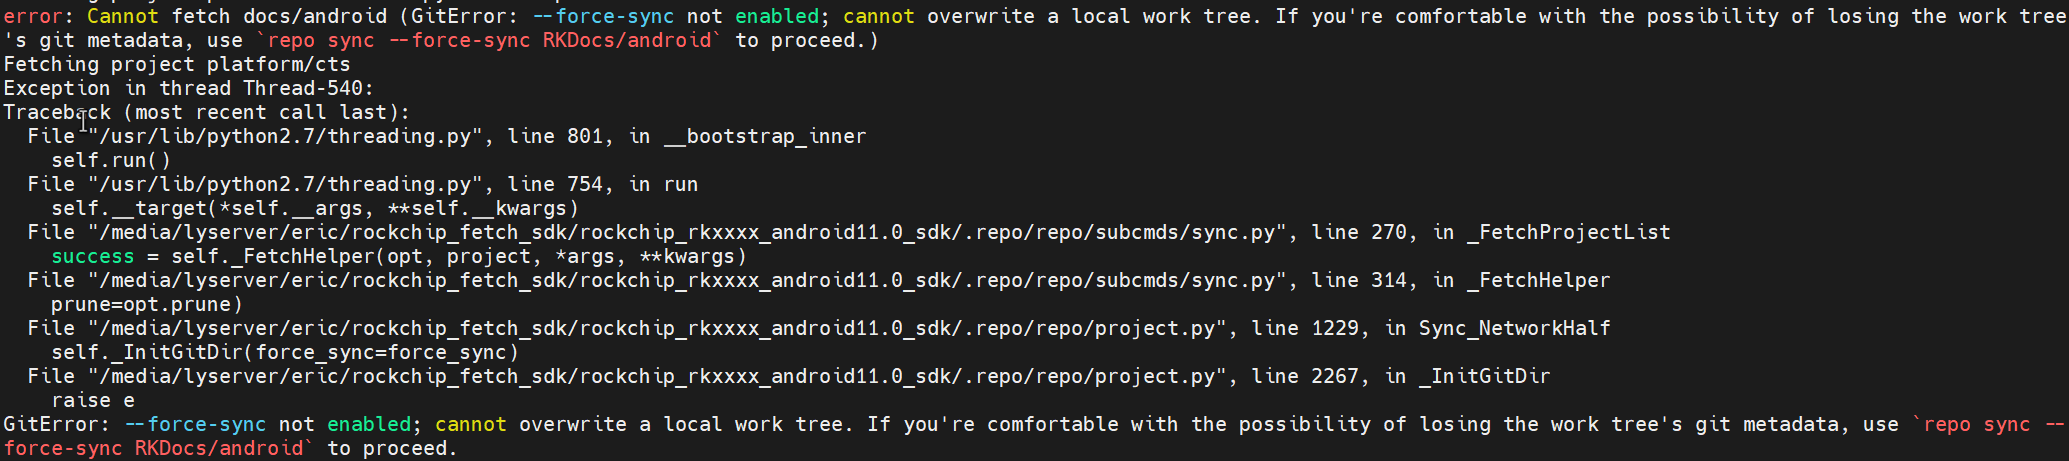 error: Cannot fetch docs/android (GitError: --force-sync not enabled; cannot overwrite a local work tree. If you're comfortable with the possibility of losing the work tree
's git metadata, use `repo sync --force-sync RKDocs/android` to proceed.)
Fetching project platform/cts
Exception in thread Thread-540:
Traceback (most recent call last):
  File "/usr/lib/python2.7/threading.py", line 801, in __bootstrap_inner
    self.run()
  File "/usr/lib/python2.7/threading.py", line 754, in run
    self.__target(*self.__args, **self.__kwargs)
  File "/media/lyserver/eric/rockchip_fetch_sdk/rockchip_rkxxxx_android11.0_sdk/.repo/repo/subcmds/sync.py", line 270, in _FetchProjectList
    success = self._FetchHelper(opt, project, *args, **kwargs)
  File "/media/lyserver/eric/rockchip_fetch_sdk/rockchip_rkxxxx_android11.0_sdk/.repo/repo/subcmds/sync.py", line 314, in _FetchHelper
    prune=opt.prune)
  File "/media/lyserver/eric/rockchip_fetch_sdk/rockchip_rkxxxx_android11.0_sdk/.repo/repo/project.py", line 1229, in Sync_NetworkHalf
    self._InitGitDir(force_sync=force_sync)
  File "/media/lyserver/eric/rockchip_fetch_sdk/rockchip_rkxxxx_android11.0_sdk/.repo/repo/project.py", line 2267, in _InitGitDir
    raise e
GitError: --force-sync not enabled; cannot overwrite a local work tree. If you're comfortable with the possibility of losing the work tree's git metadata, use `repo sync --
force-sync RKDocs/android` to proceed.